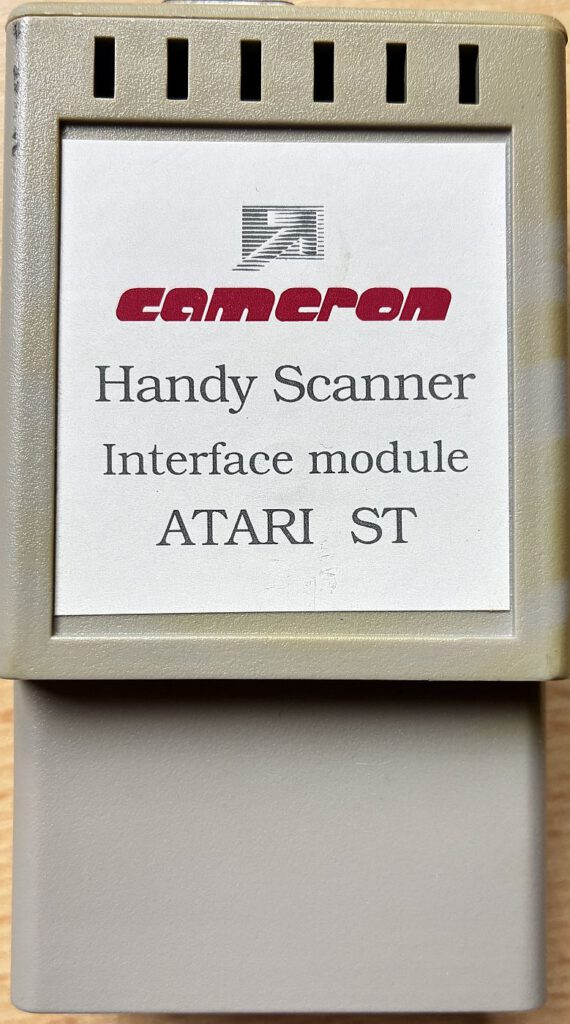 cameron
Handy Scanner
Interface module
ATARI ST